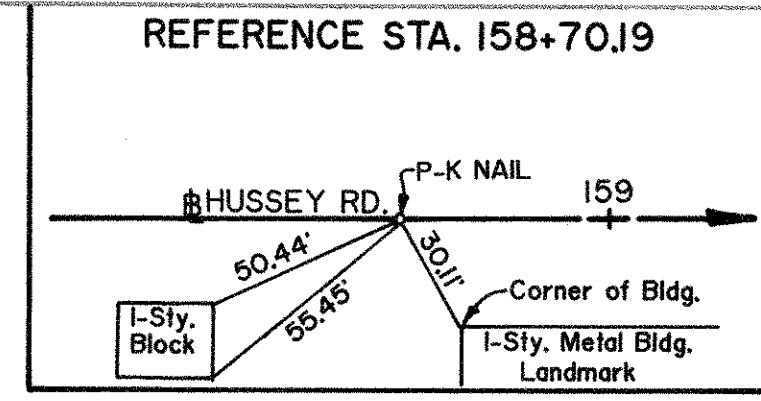 REFERENCE STA. 158+70.19
P-K NAIL
159
℄ HUSSEY RD.
50.44'
55.45'
30.11'
Corner of Bldg.
1-Sty.
Block
1-Sty. Metal Bldg.
Landmark